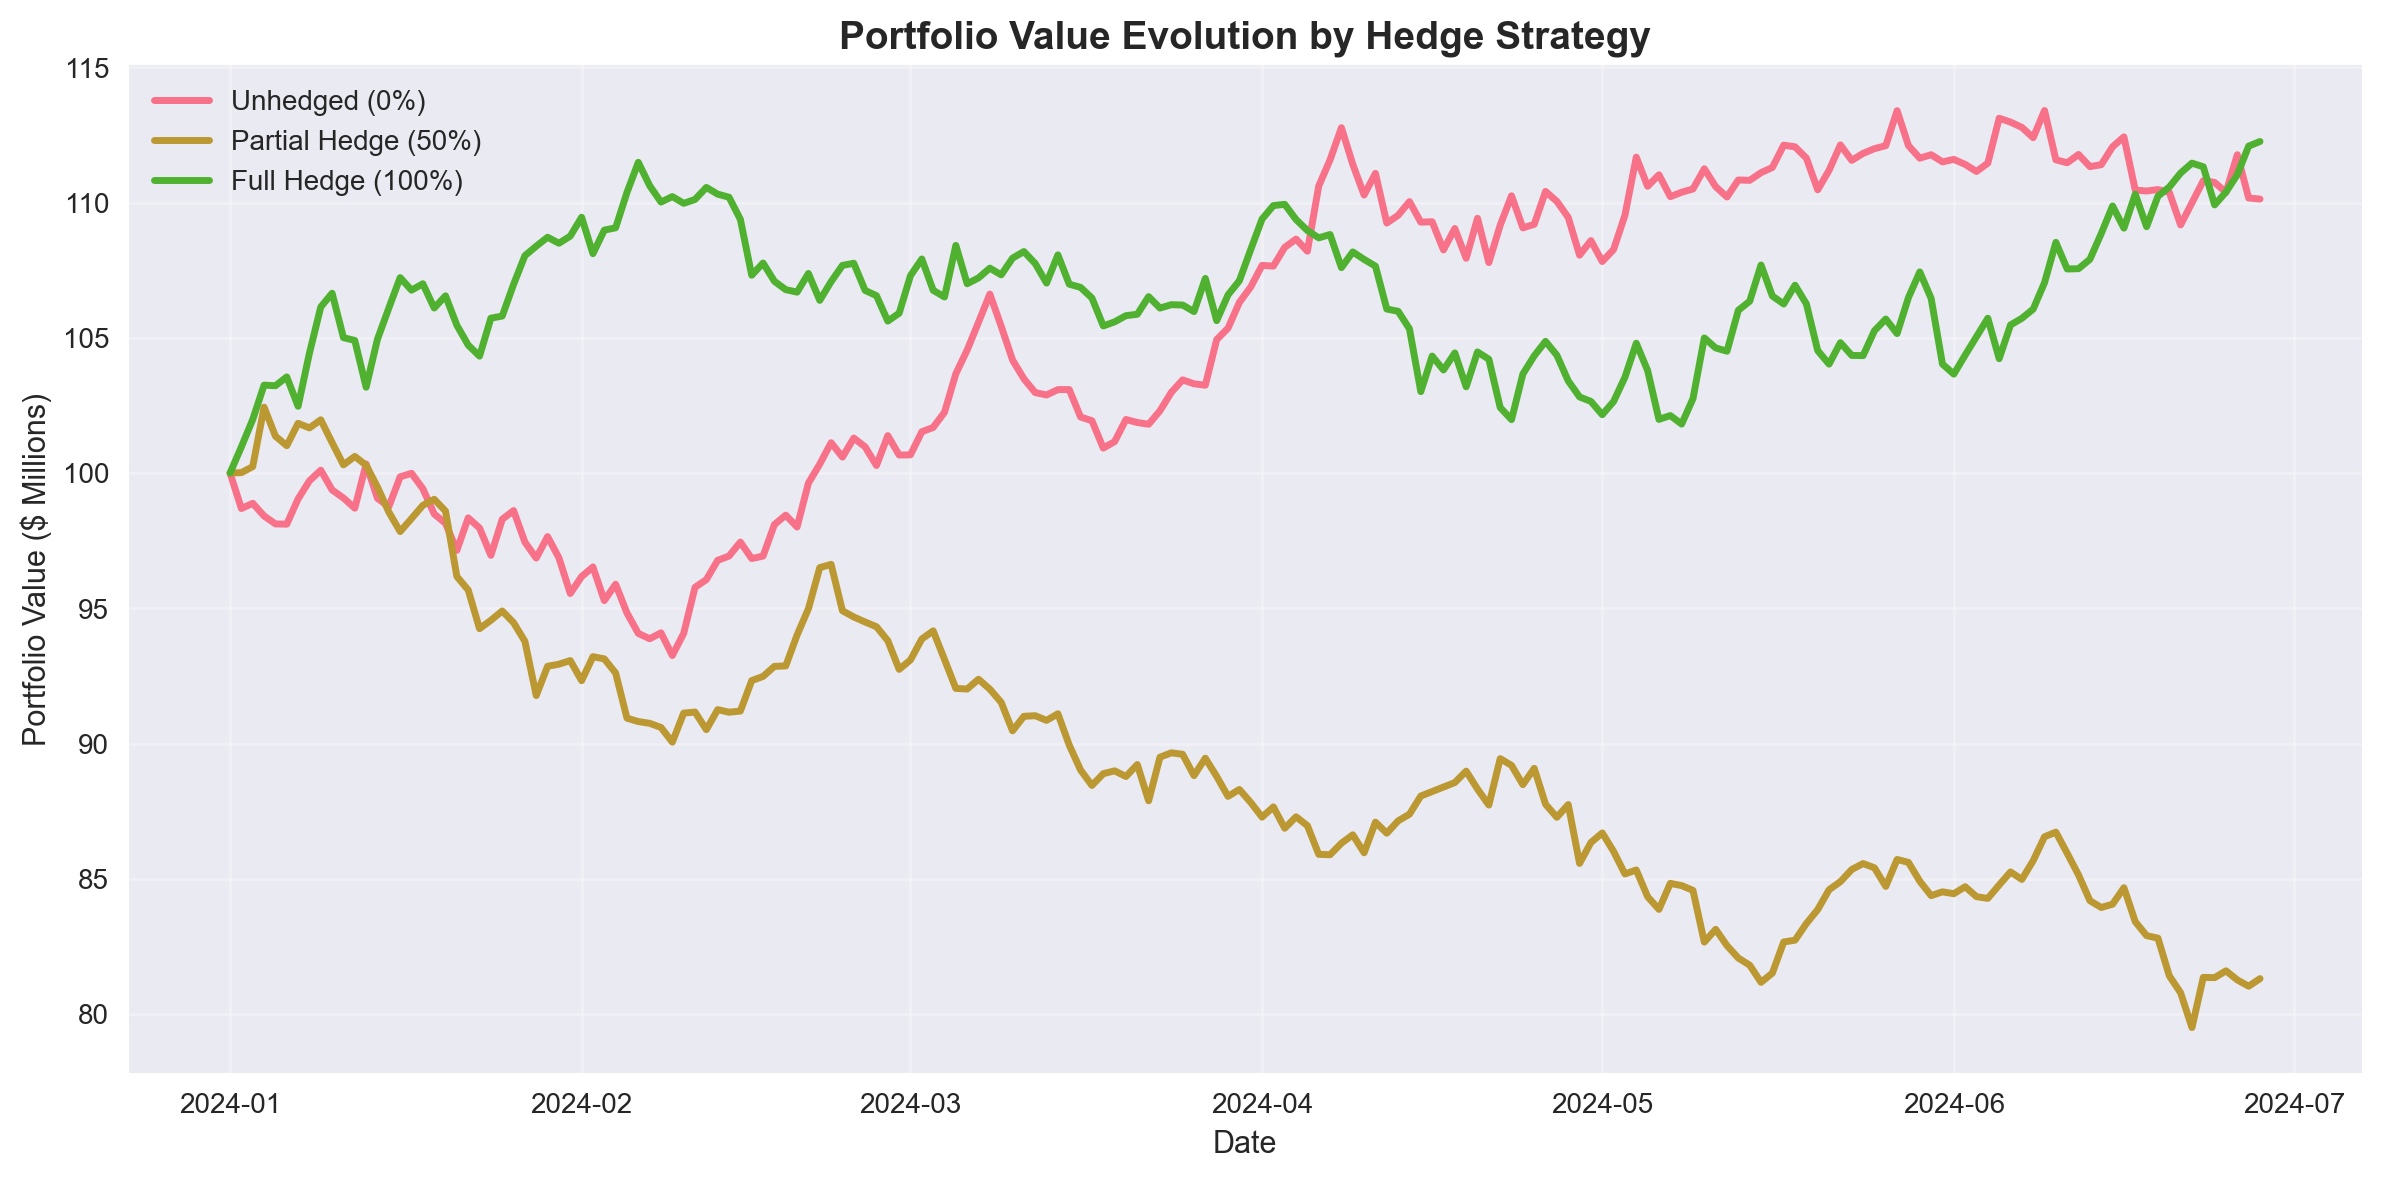 Portfolio Value Evolution by Hedge Strategy
Unhedged (0%)
Partial Hedge (50%)
Full Hedge (100%)
Portfolio Value ($ Millions)
115
110
105
100
95
90
85
80
2024-01
2024-02
2024-03
2024-04
2024-05
2024-06
2024-07
Date